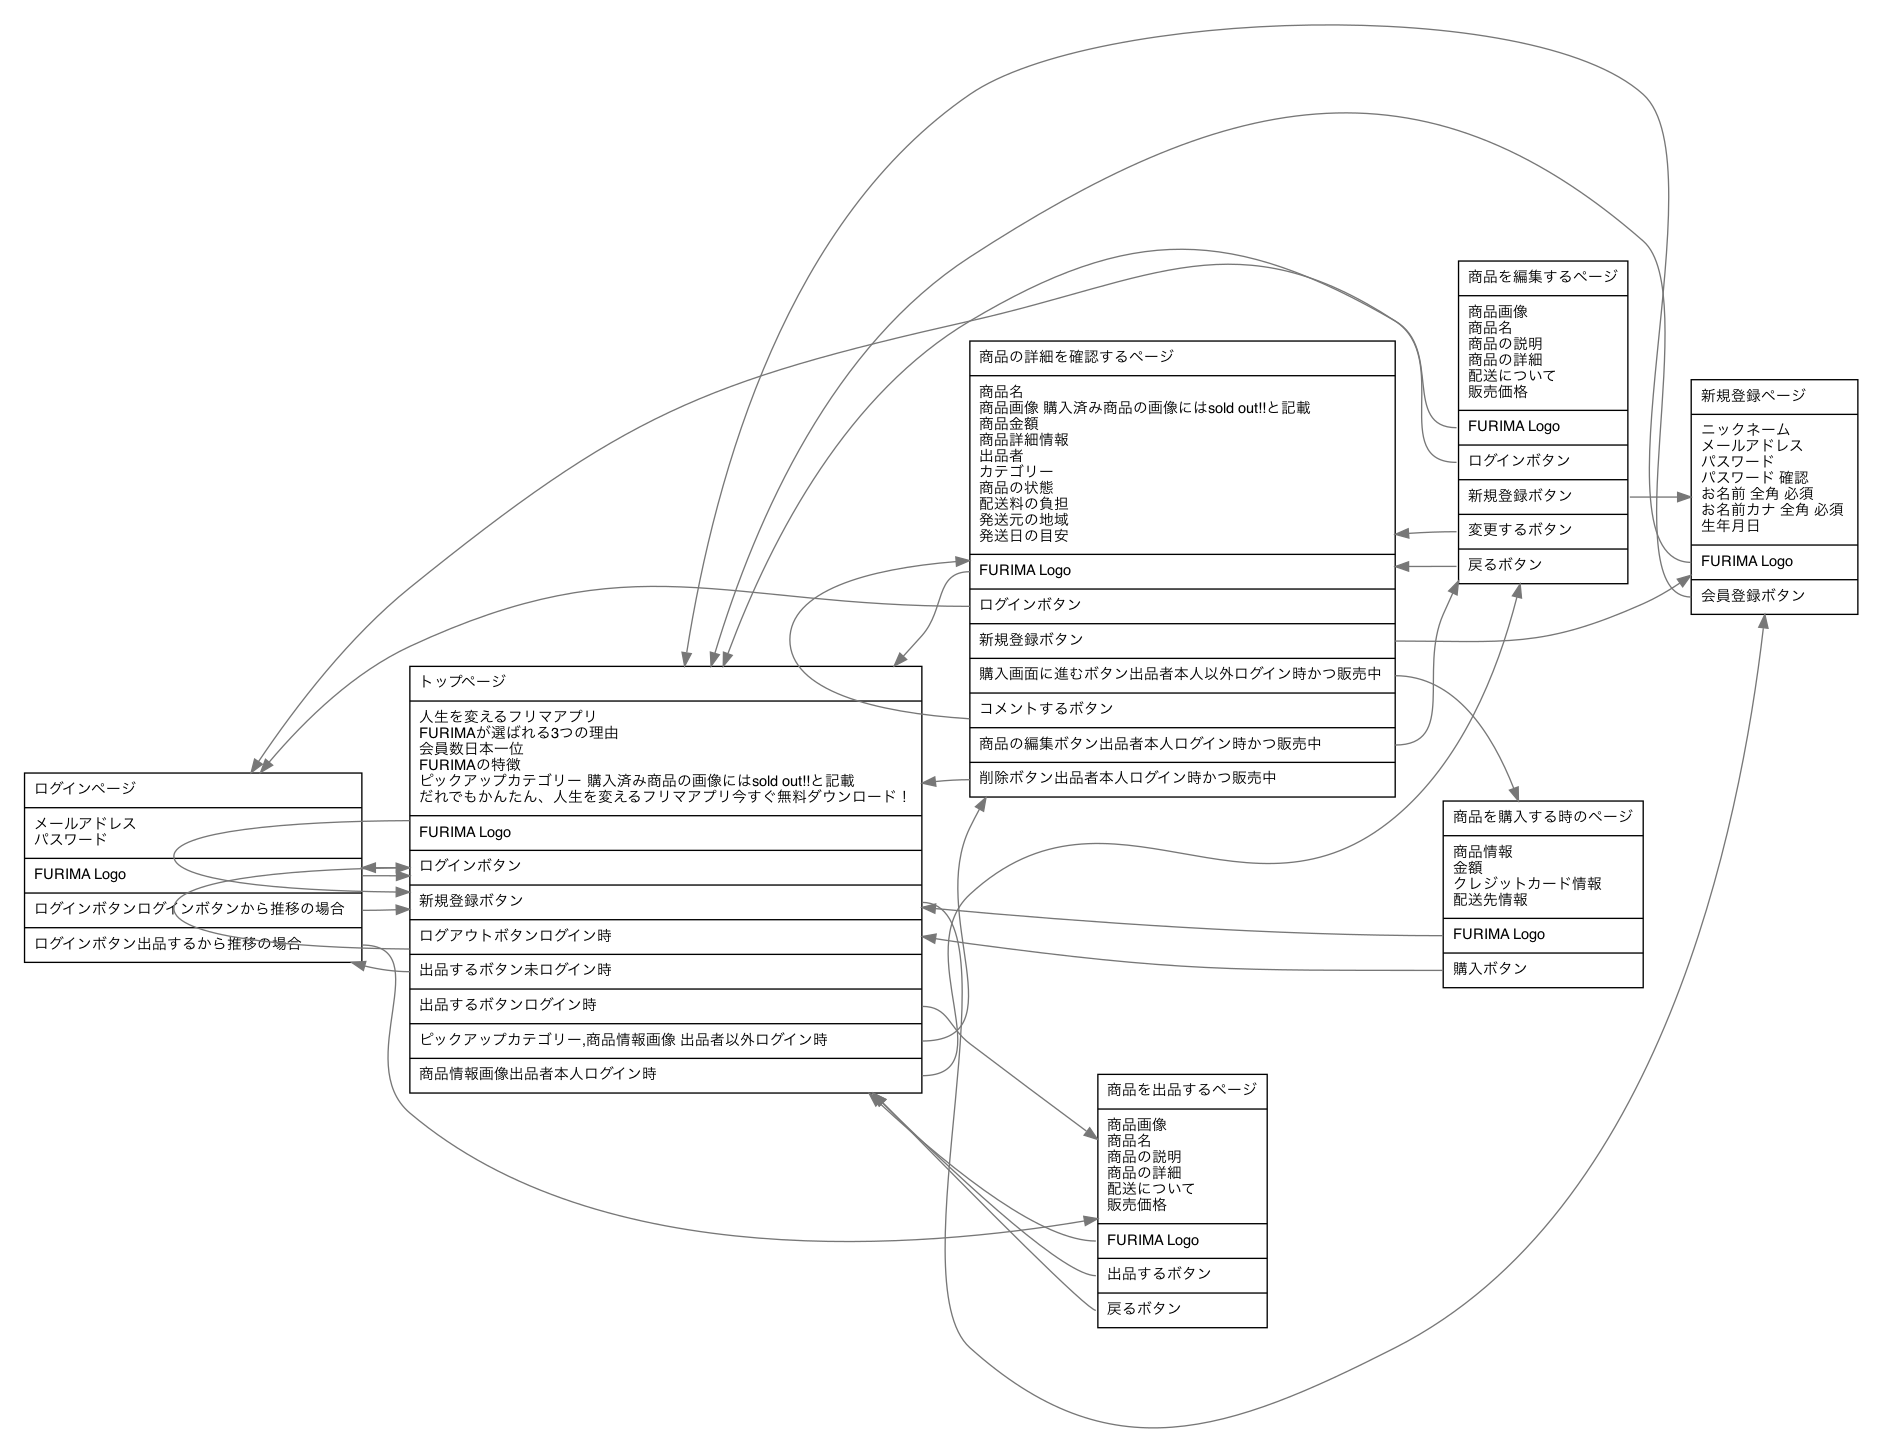 ログインページ
メールアドレス
パスワード
FURIMA Logo
ログインボタンログインボタンから推移の場合
ログインボタン出品するから推移の場合
トップページ
人生を変えるフリマアプリ
FURIMAが選ばれる3つの理由
会員数日本一位
FURIMAの特徴
ピックアップカテゴリー 購入済み商品の画像にはsold out!!と記載
だれでもかんたん、人生を変えるフリマアプリ今すぐ無料ダウンロード！
FURIMA Logo
ログインボタン
新規登録ボタン
ログアウトボタンログイン時
出品するボタン未ログイン時
出品するボタンログイン時
ピックアップカテゴリー,商品情報画像 出品者以外ログイン時
商品情報画像出品者本人ログイン時
商品の詳細を確認するページ
商品名
商品画像 購入済み商品の画像にはsold out!!と記載
商品金額
商品詳細情報
出品者
カテゴリー
商品の状態
配送料の負担
発送元の地域
発送日の目安
FURIMA Logo
ログインボタン
新規登録ボタン
購入画面に進むボタン出品者本人以外ログイン時かつ販売中
コメントするボタン
商品の編集ボタン出品者本人ログイン時かつ販売中
削除ボタン出品者本人ログイン時かつ販売中
商品を出品するページ
商品画像
商品名
商品の説明
商品の詳細
配送について
販売価格
FURIMA Logo
出品するボタン
戻るボタン
商品を編集するページ
商品画像
商品名
商品の説明
商品の詳細
配送について
販売価格
FURIMA Logo
ログインボタン
新規登録ボタン
変更するボタン
戻るボタン
商品を購入する時のページ
商品情報
金額
クレジットカード情報
配送先情報
FURIMA Logo
購入ボタン
新規登録ページ
ニックネーム
メールアドレス
パスワード
パスワード 確認
お名前 全角 必須
お名前カナ 全角 必須
生年月日
FURIMA Logo
会員登録ボタン